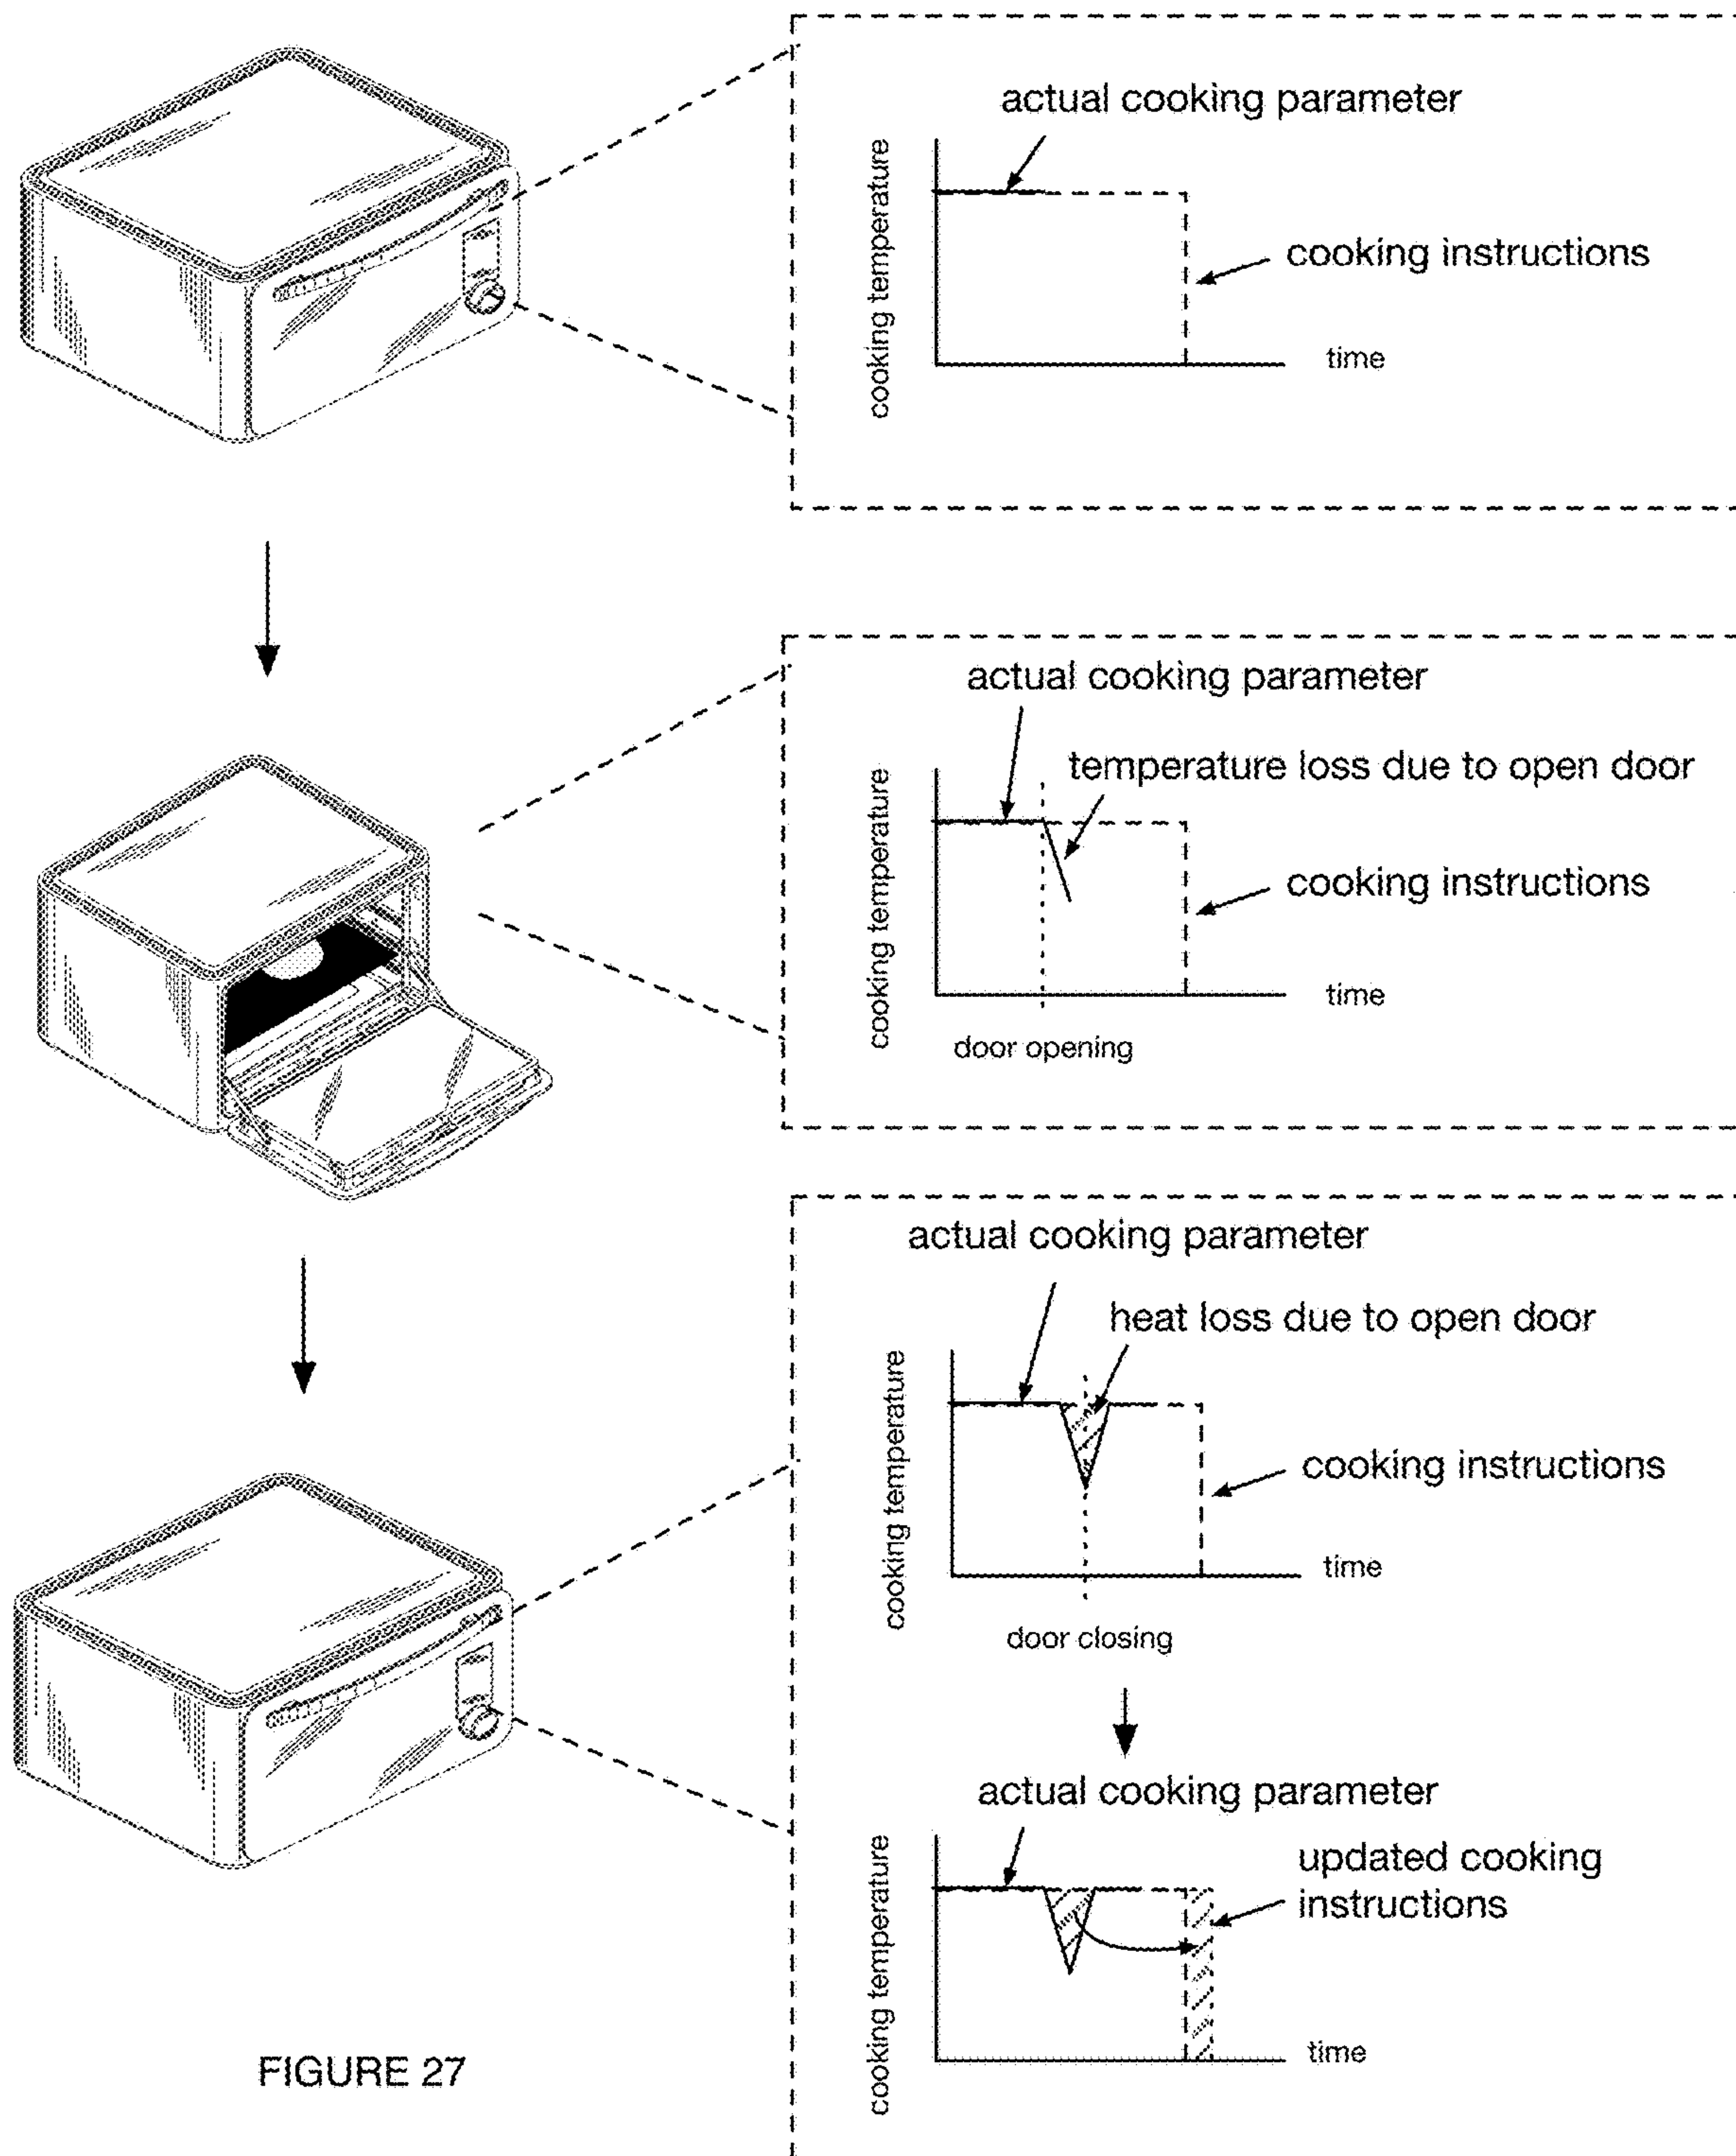 actual cooking parameter
cooking temperature
cooking instructions
time
actual cooking parameter
temperature loss due to open door
cooking temperature
cooking instructions
time
door opening
actual cooking parameter
heat loss due to open door
cooking temperature
cooking instructions
time
door closing
actual cooking parameter
updated cooking
instructions
cooking temperature
time
FIGURE 27